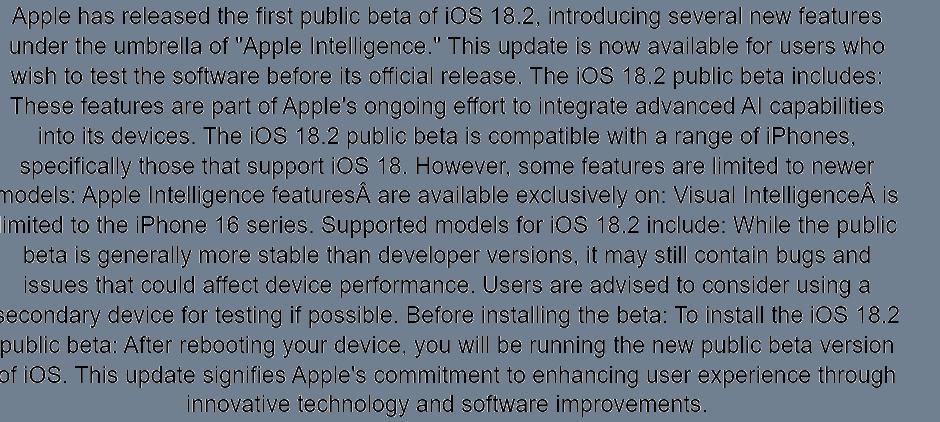 Apple has released the first public beta of iOS 18.2, introducing several new features
under the umbrella of "Apple Intelligence." This update is now available for users who
wish to test the software before its official release. The iOS 18.2 public beta includes:
These features are part of Apple's ongoing effort to integrate advanced AI capabilities
into its devices. The iOS 18.2 public beta is compatible with a range of iPhones,
specifically those that support iOS 18. However, some features are limited to newer
models: Apple Intelligence featuresÂ are available exclusively on: Visual IntelligenceÂ is
limited to the iPhone 16 series. Supported models for iOS 18.2 include: While the public
beta is generally more stable than developer versions, it may still contain bugs and
issues that could affect device performance. Users are advised to consider using a
secondary device for testing if possible. Before installing the beta: To install the iOS 18.2
public beta: After rebooting your device, you will be running the new public beta version
of iOS. This update signifies Apple's commitment to enhancing user experience through
innovative technology and software improvements.